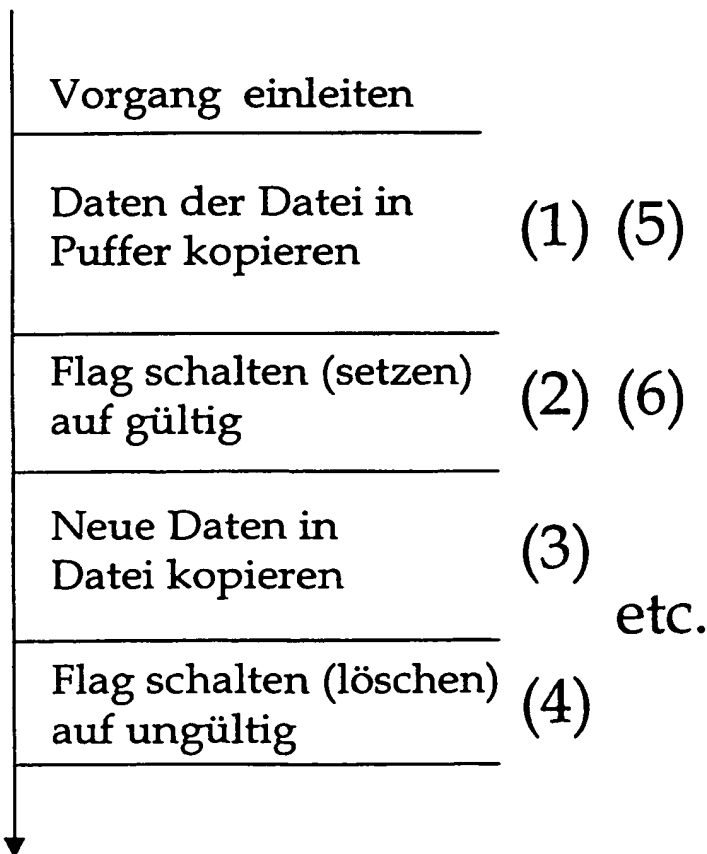 Vorgang einleiten
Daten der Datei in
Puffer kopieren
(1) (5)
Flag schalten (setzen)
auf gültig
(2) (6)
Neue Daten in
Datei kopieren
(3)
etc.
Flag schalten (löschen)
auf ungültig
(4)